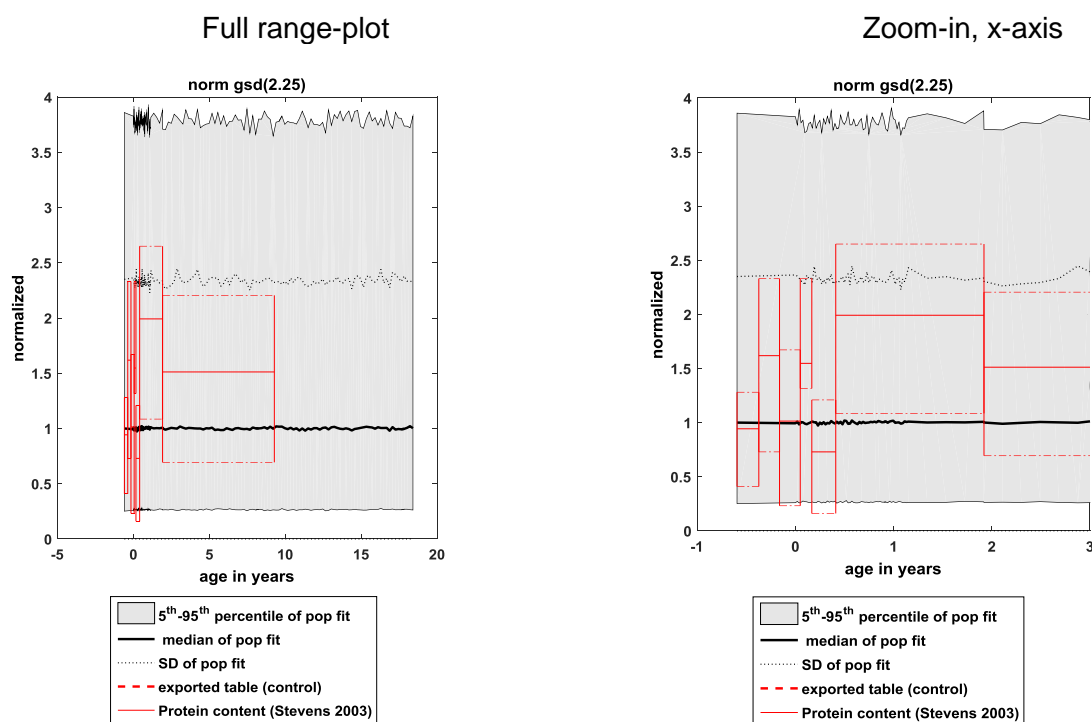 Full range-plot
norm gsd(2.25)
4
3.5
3
2.5
2
1.5
1
0.5
0
normalized
-5 0 5 10 15 20
age in years
5th-95th percentile of pop fit
median of pop fit
SD of pop fit
exported table (control)
Protein content (Stevens 2003)
Zoom-in, x-axis
norm gsd(2.25)
4
3.5
3
2.5
2
1.5
1
0.5
0
normalized
-1 0 1 2 3
age in years
5th-95th percentile of pop fit
median of pop fit
SD of pop fit
exported table (control)
Protein content (Stevens 2003)